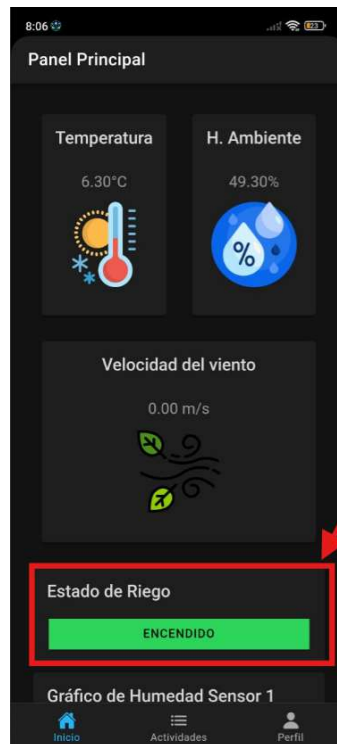 8:06
823
Panel Principal
Temperatura
H. Ambiente
6.30°C
49.30%
%
Velocidad del viento
0.00 m/s
Estado de Riego
ENCENDIDO
Gráfico de Humedad Sensor 1
Inicio
Actividades
Perfil